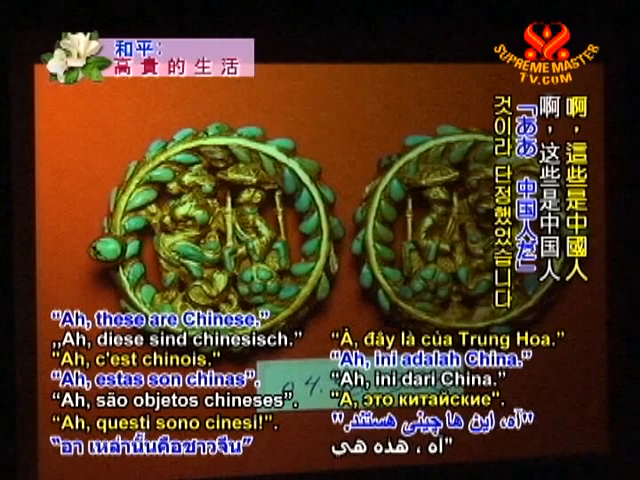 和平:
高貴的生活
SUPREME MASTER
TV.COM
啊，這些是中國人
啊，这些是中国人
「ああ 中国人だ」
것이라 단정했었습니다
"Ah, these are Chinese."
„Ah, diese sind chinesisch.”
"Ah, c'est chinois."
"Ah, estas son chinas".
"Ah, são objetos chineses".
"Ah, questi sono cinesi!".
"อา เหล่านั้นคือชาวจีน"
"À, đây là của Trung Hoa."
"Ah, ini adalah China."
"Ah, ini dari China."
"А, это китайские".
"آه، این ها چینی هستند."
"اه ، هذه هي